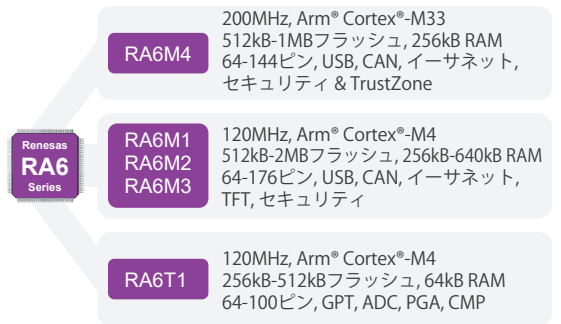 Renesas
RA6
Series
RA6M4
200MHz, Arm® Cortex®-M33
512kB-1MBフラッシュ, 256kB RAM
64-144ピン, USB, CAN, イーサネット,
セキュリティ & TrustZone
RA6M1
RA6M2
RA6M3
120MHz, Arm® Cortex®-M4
512kB-2MBフラッシュ, 256kB-640kB RAM
64-176ピン, USB, CAN, イーサネット,
TFT, セキュリティ
RA6T1
120MHz, Arm® Cortex®-M4
256kB-512kBフラッシュ, 64kB RAM
64-100ピン, GPT, ADC, PGA, CMP